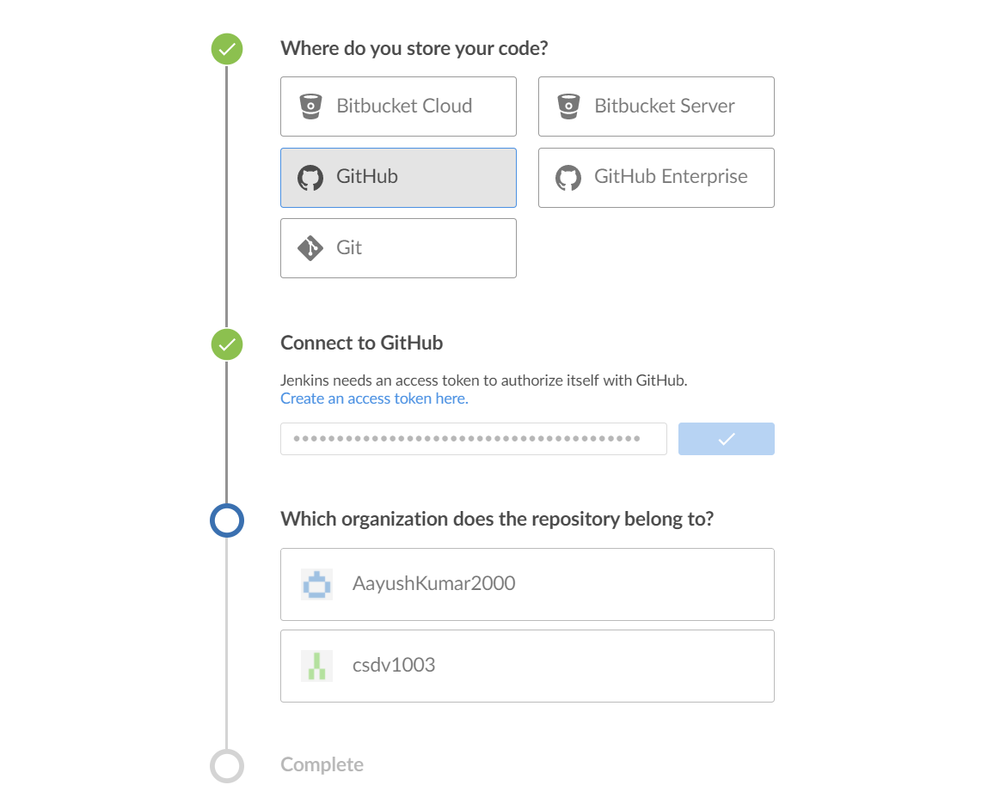 Where do you store your code?
Bitbucket Cloud
Bitbucket Server
GitHub
GitHub Enterprise
Git
Connect to GitHub
Jenkins needs an access token to authorize itself with GitHub.
Create an access token here.
Which organization does the repository belong to?
AayushKumar2000
csdv1003
Complete